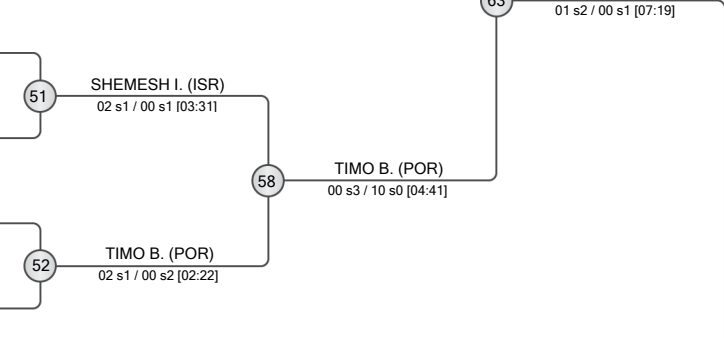 63
01 s2 / 00 s1 [07:19]
SHEMESH I. (ISR)
51
02 s1 / 00 s1 [03:31]
TIMO B. (POR)
58
00 s3 / 10 s0 [04:41]
TIMO B. (POR)
52
02 s1 / 00 s2 [02:22]